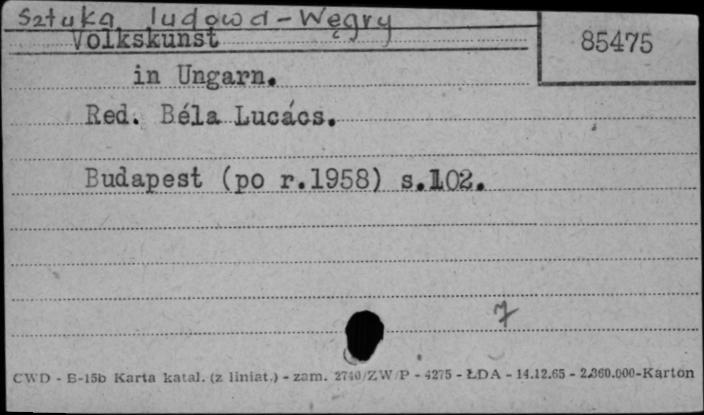 Sztuka ludowa - Węgry
85475
Volkskunst
in Ungarn.
Red. Béla Lucács.
Budapest (po r.1958) s.102.
7
CWD - E-15b Karta katal. (z liniat.) - zam. 2740/ZW/P - 4275 - ŁDA - 14.12.65 - 2.360.000-Karton